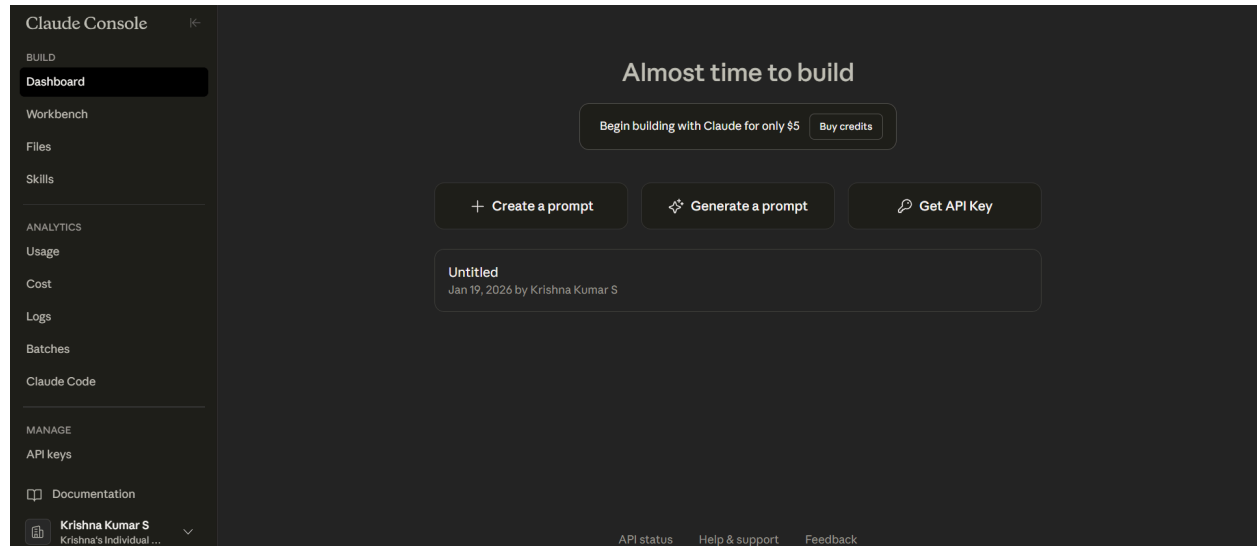 Claude Console
BUILD
Dashboard
Workbench
Files
Skills
ANALYTICS
Usage
Cost
Logs
Batches
Claude Code
MANAGE
API keys
Documentation
Krishna Kumar S
Krishna's Individual ...
Almost time to build
Begin building with Claude for only $5 Buy credits
Create a prompt Generate a prompt Get API Key
Untitled
Jan 19, 2026 by Krishna Kumar S
API status Help & support Feedback